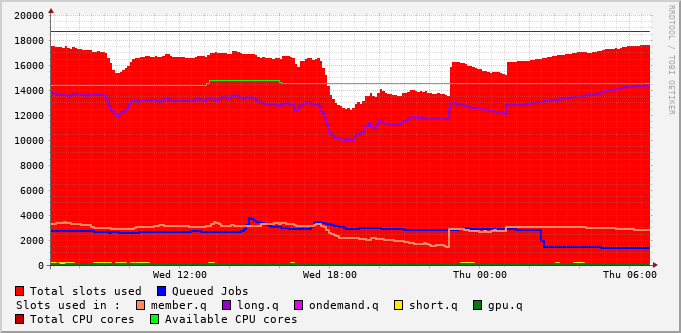 RRDTOOL / TOBI OETIKER
20000
18000
16000
14000
12000
10000
8000
6000
4000
2000
0
Wed 12:00 Wed 18:00 Thu 00:00 Thu 06:00
Total slots used Queued Jobs
Slots used in : member.q long.q ondemand.q short.q gpu.q
Total CPU cores Available CPU cores